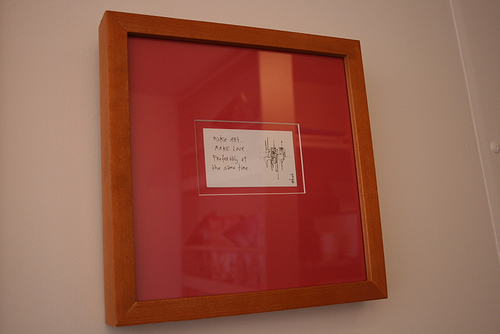 make art..
make love
Preferably at
the same time